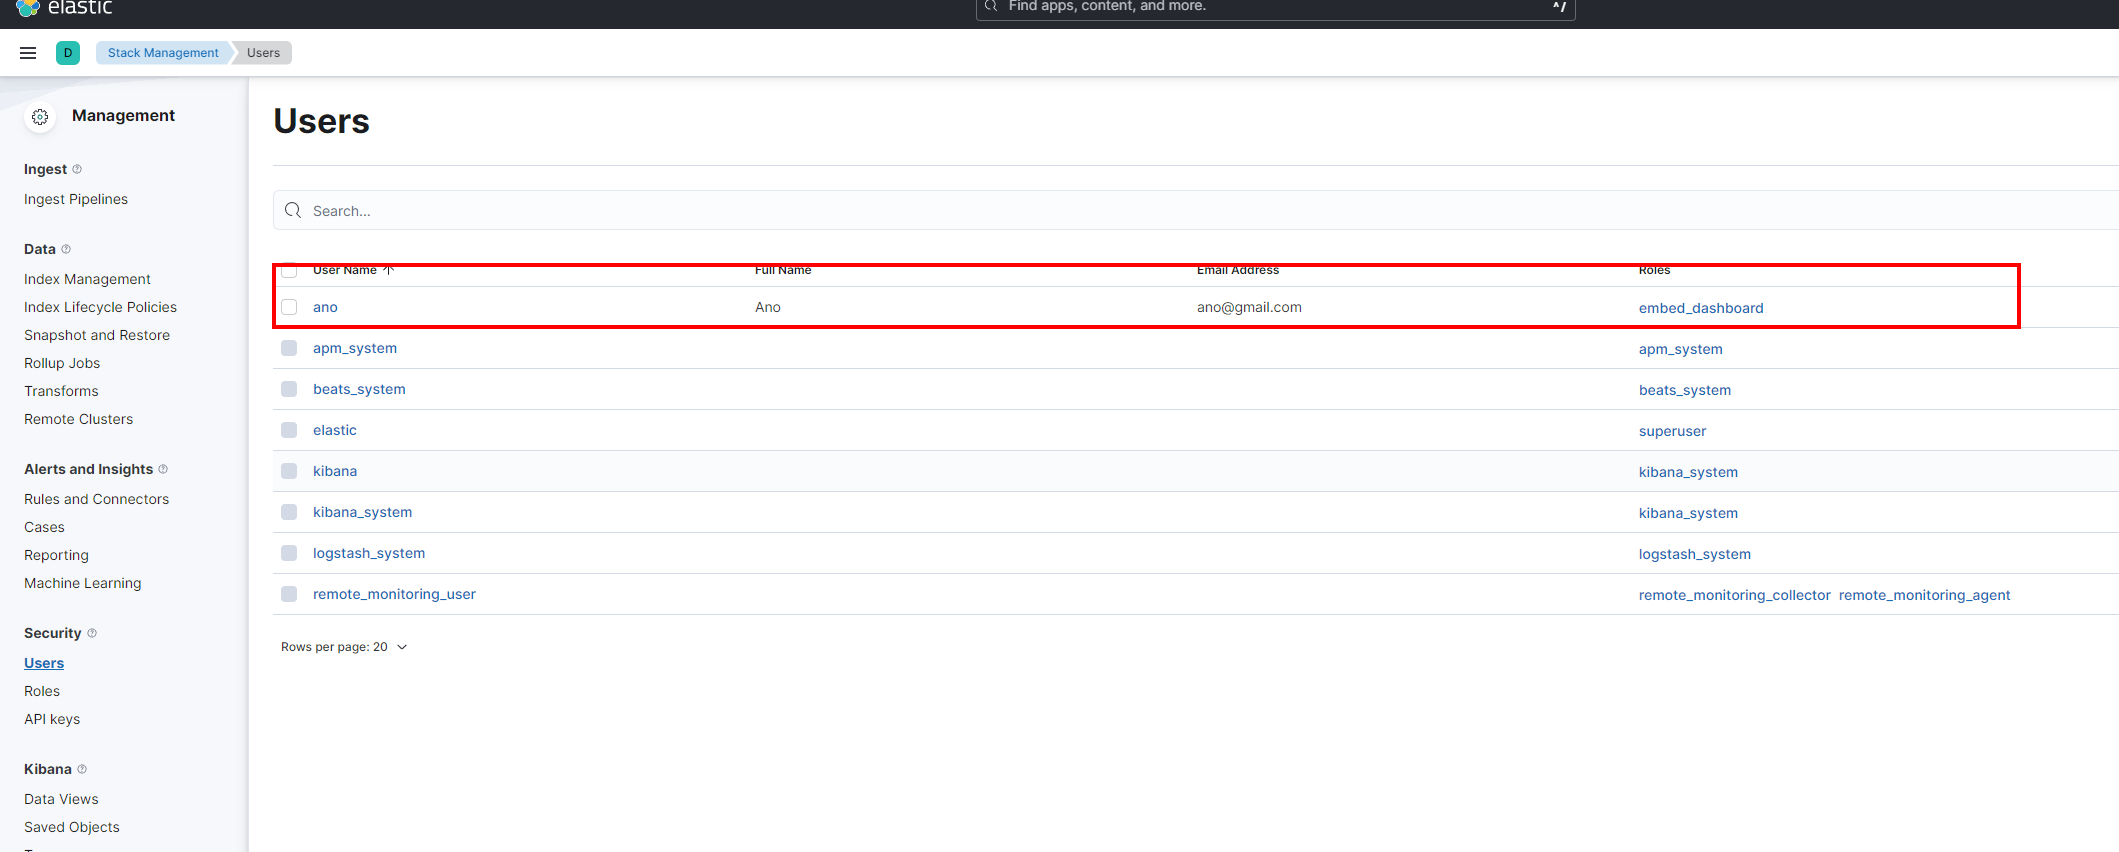 elastic
Find apps, content, and more.
^/
D
Stack Management
Users
Management
Ingest
Ingest Pipelines
Data
Index Management
Index Lifecycle Policies
Snapshot and Restore
Rollup Jobs
Transforms
Remote Clusters
Alerts and Insights
Rules and Connectors
Cases
Reporting
Machine Learning
Security
Users
Roles
API keys
Kibana
Data Views
Saved Objects
Users
Search...
User Name Full Name Email Address Roles
ano Ano ano@gmail.com embed_dashboard
apm_system apm_system
beats_system beats_system
elastic superuser
kibana kibana_system
kibana_system kibana_system
logstash_system logstash_system
remote_monitoring_user remote_monitoring_collector remote_monitoring_agent
Rows per page: 20